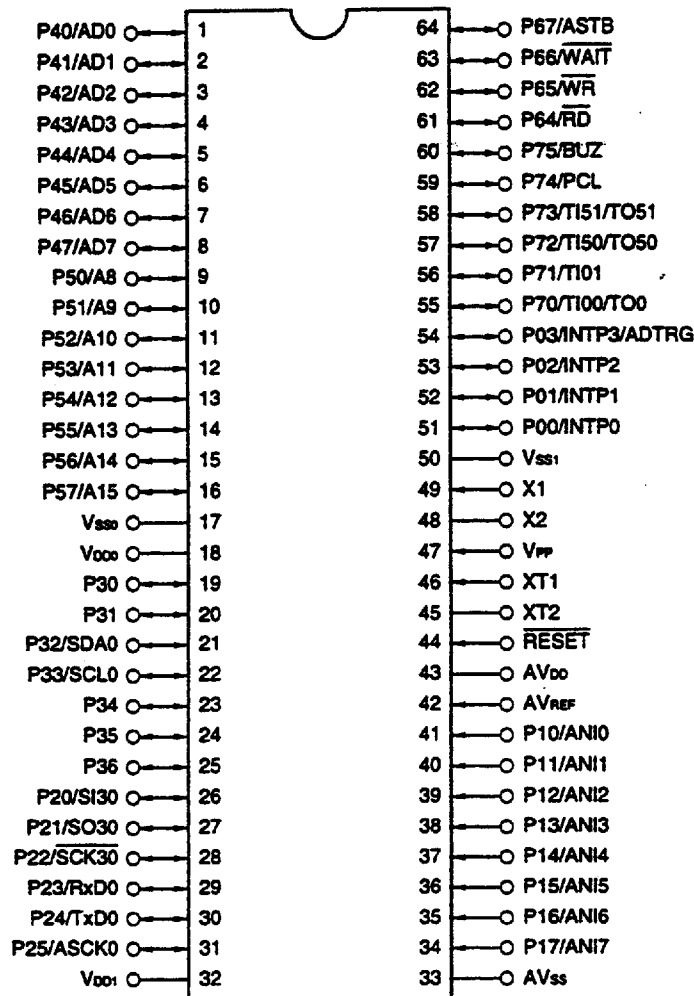 P40/AD0 1 64 P67/ASTB
P41/AD1 2 63 P66/WAIT
P42/AD2 3 62 P65/WR
P43/AD3 4 61 P64/RD
P44/AD4 5 60 P75/BUZ
P45/AD5 6 59 P74/PCL
P46/AD6 7 58 P73/TI51/TO51
P47/AD7 8 57 P72/TI50/TO50
P50/A8 9 56 P71/TI01
P51/A9 10 55 P70/TI00/TO0
P52/A10 11 54 P03/INTP3/ADTRG
P53/A11 12 53 P02/INTP2
P54/A12 13 52 P01/INTP1
P55/A13 14 51 P00/INTP0
P56/A14 15 50 VSS1
P57/A15 16 49 X1
VSS0 17 48 X2
VDD0 18 47 VPP
P30 19 46 XT1
P31 20 45 XT2
P32/SDA0 21 44 RESET
P33/SCL0 22 43 AVDD
P34 23 42 AVREF
P35 24 41 P10/ANI0
P36 25 40 P11/ANI1
P20/SI30 26 39 P12/ANI2
P21/SO30 27 38 P13/ANI3
P22/SCK30 28 37 P14/ANI4
P23/RxD0 29 36 P15/ANI5
P24/TxD0 30 35 P16/ANI6
P25/ASCK0 31 34 P17/ANI7
VDD1 32 33 AVSS